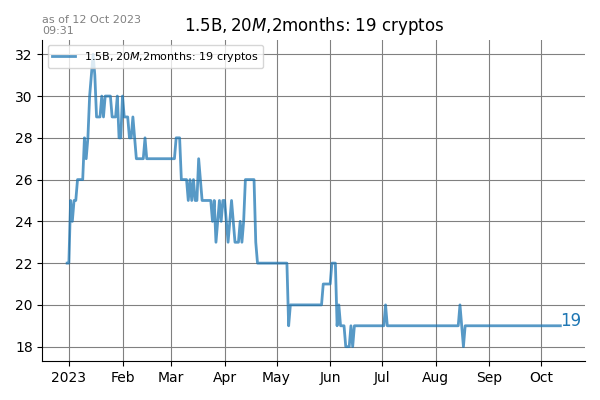 as of 12 Oct 2023
09:31
1.5B, 20M,2months: 19 cryptos
1.5B, 20M,2months: 19 cryptos
32
30
28
26
24
22
20
18
19
2023 Feb Mar Apr May Jun Jul Aug Sep Oct